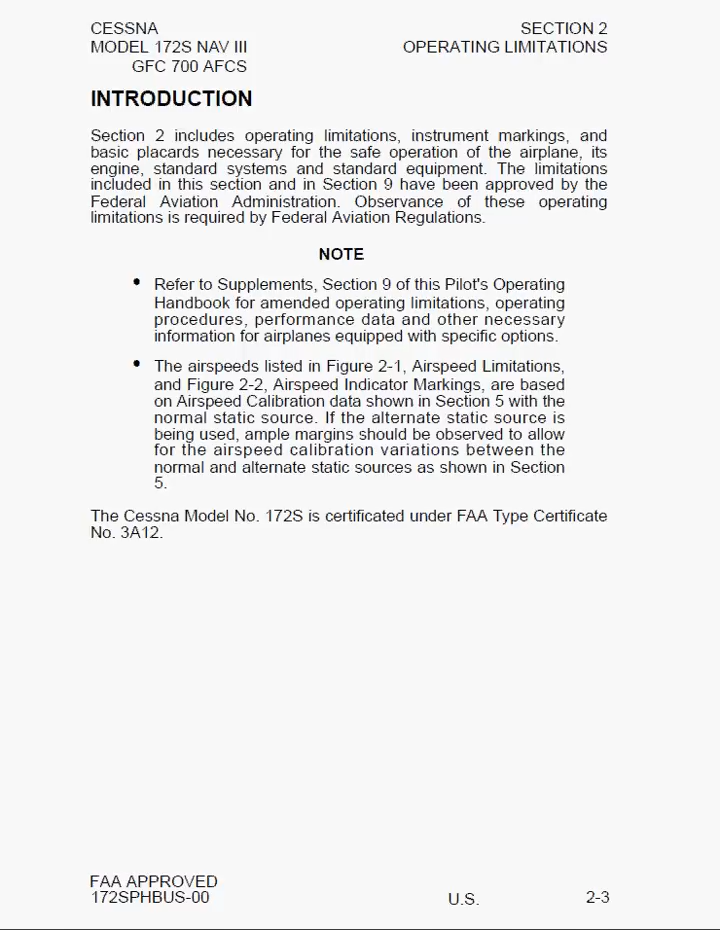 CESSNA
MODEL 172S NAV III
GFC 700 AFCS
SECTION 2
OPERATING LIMITATIONS
INTRODUCTION
Section 2 includes operating limitations, instrument markings, and
basic placards necessary for the safe operation of the airplane, its
engine, standard systems and standard equipment. The limitations
included in this section and in Section 9 have been approved by the
Federal Aviation Administration. Observance of these operating
limitations is required by Federal Aviation Regulations.
NOTE
• Refer to Supplements, Section 9 of this Pilot's Operating
Handbook for amended operating limitations, operating
procedures, performance data and other necessary
information for airplanes equipped with specific options.
• The airspeeds listed in Figure 2-1, Airspeed Limitations,
and Figure 2-2, Airspeed Indicator Markings, are based
on Airspeed Calibration data shown in Section 5 with the
normal static source. If the alternate static source is
being used, ample margins should be observed to allow
for the airspeed calibration variations between the
normal and alternate static sources as shown in Section
5.
The Cessna Model No. 172S is certificated under FAA Type Certificate
No. 3A12.
FAA APPROVED
172SPHBUS-00
U.S.
2-3